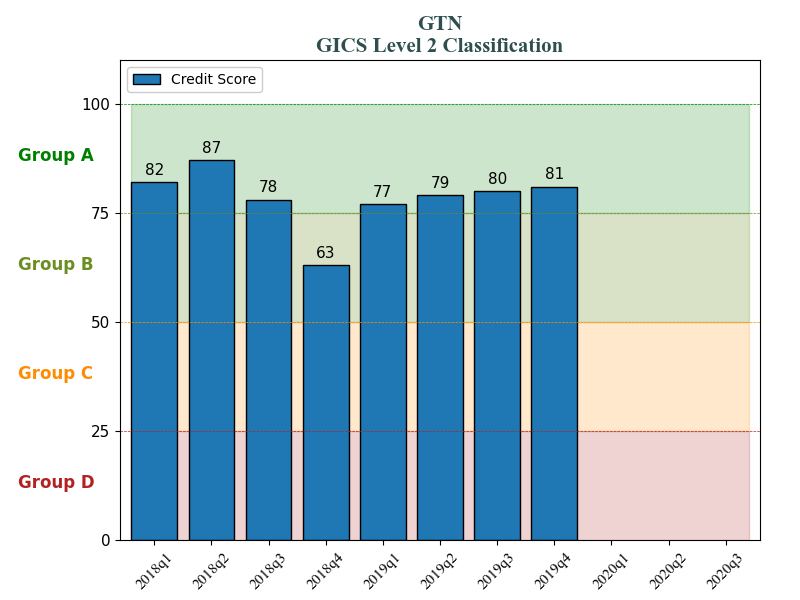 GTN
GICS Level 2 Classification
Credit Score
100
Group A
75
Group B
50
Group C
25
Group D
0
82
87
78
63
77
79
80
81
2018q1
2018q2
2018q3
2018q4
2019q1
2019q2
2019q3
2019q4
2020q1
2020q2
2020q3